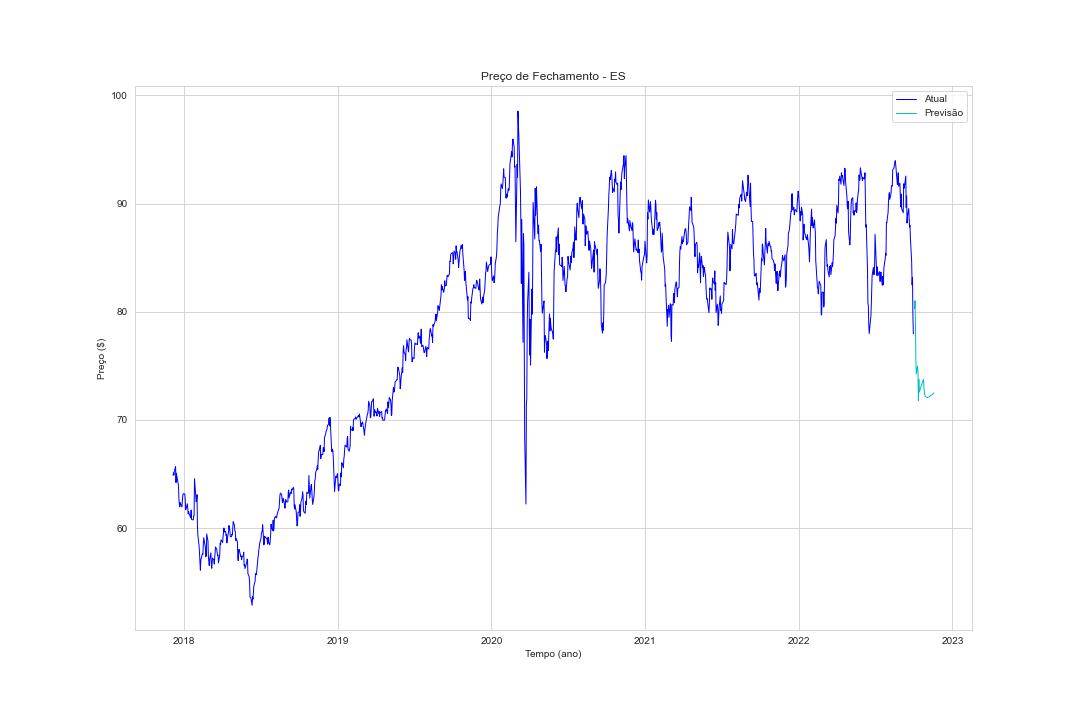 Preço de Fechamento - ES
Atual
Previsão
100
90
80
70
60
Preço ($)
2018 2019 2020 2021 2022 2023
Tempo (ano)